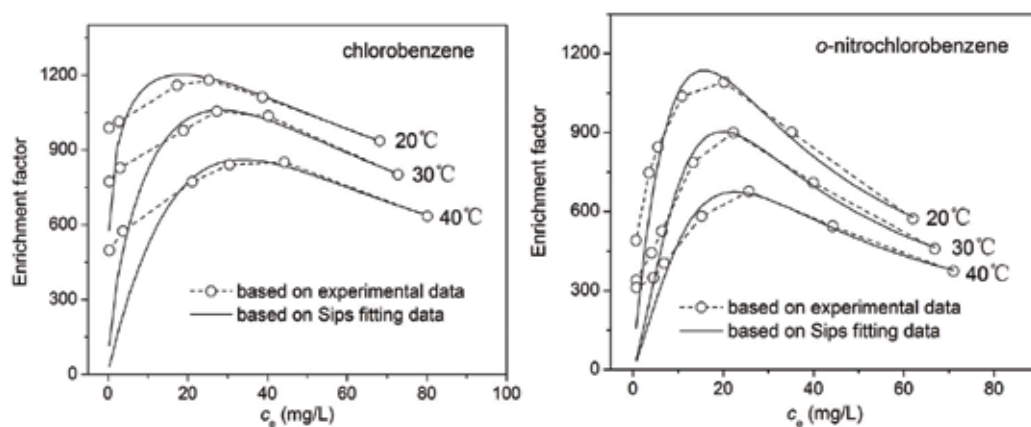 chlorobenzene
1200
900
600
300
0
Enrichment factor
20℃
30℃
40℃
based on experimental data
based on Sips fitting data
0 20 40 60 80 100
cₑ (mg/L)
o-nitrochlorobenzene
1200
900
600
300
0
Enrichment factor
20℃
30℃
40℃
based on experimental data
based on Sips fitting data
0 20 40 60 80
cₑ (mg/L)